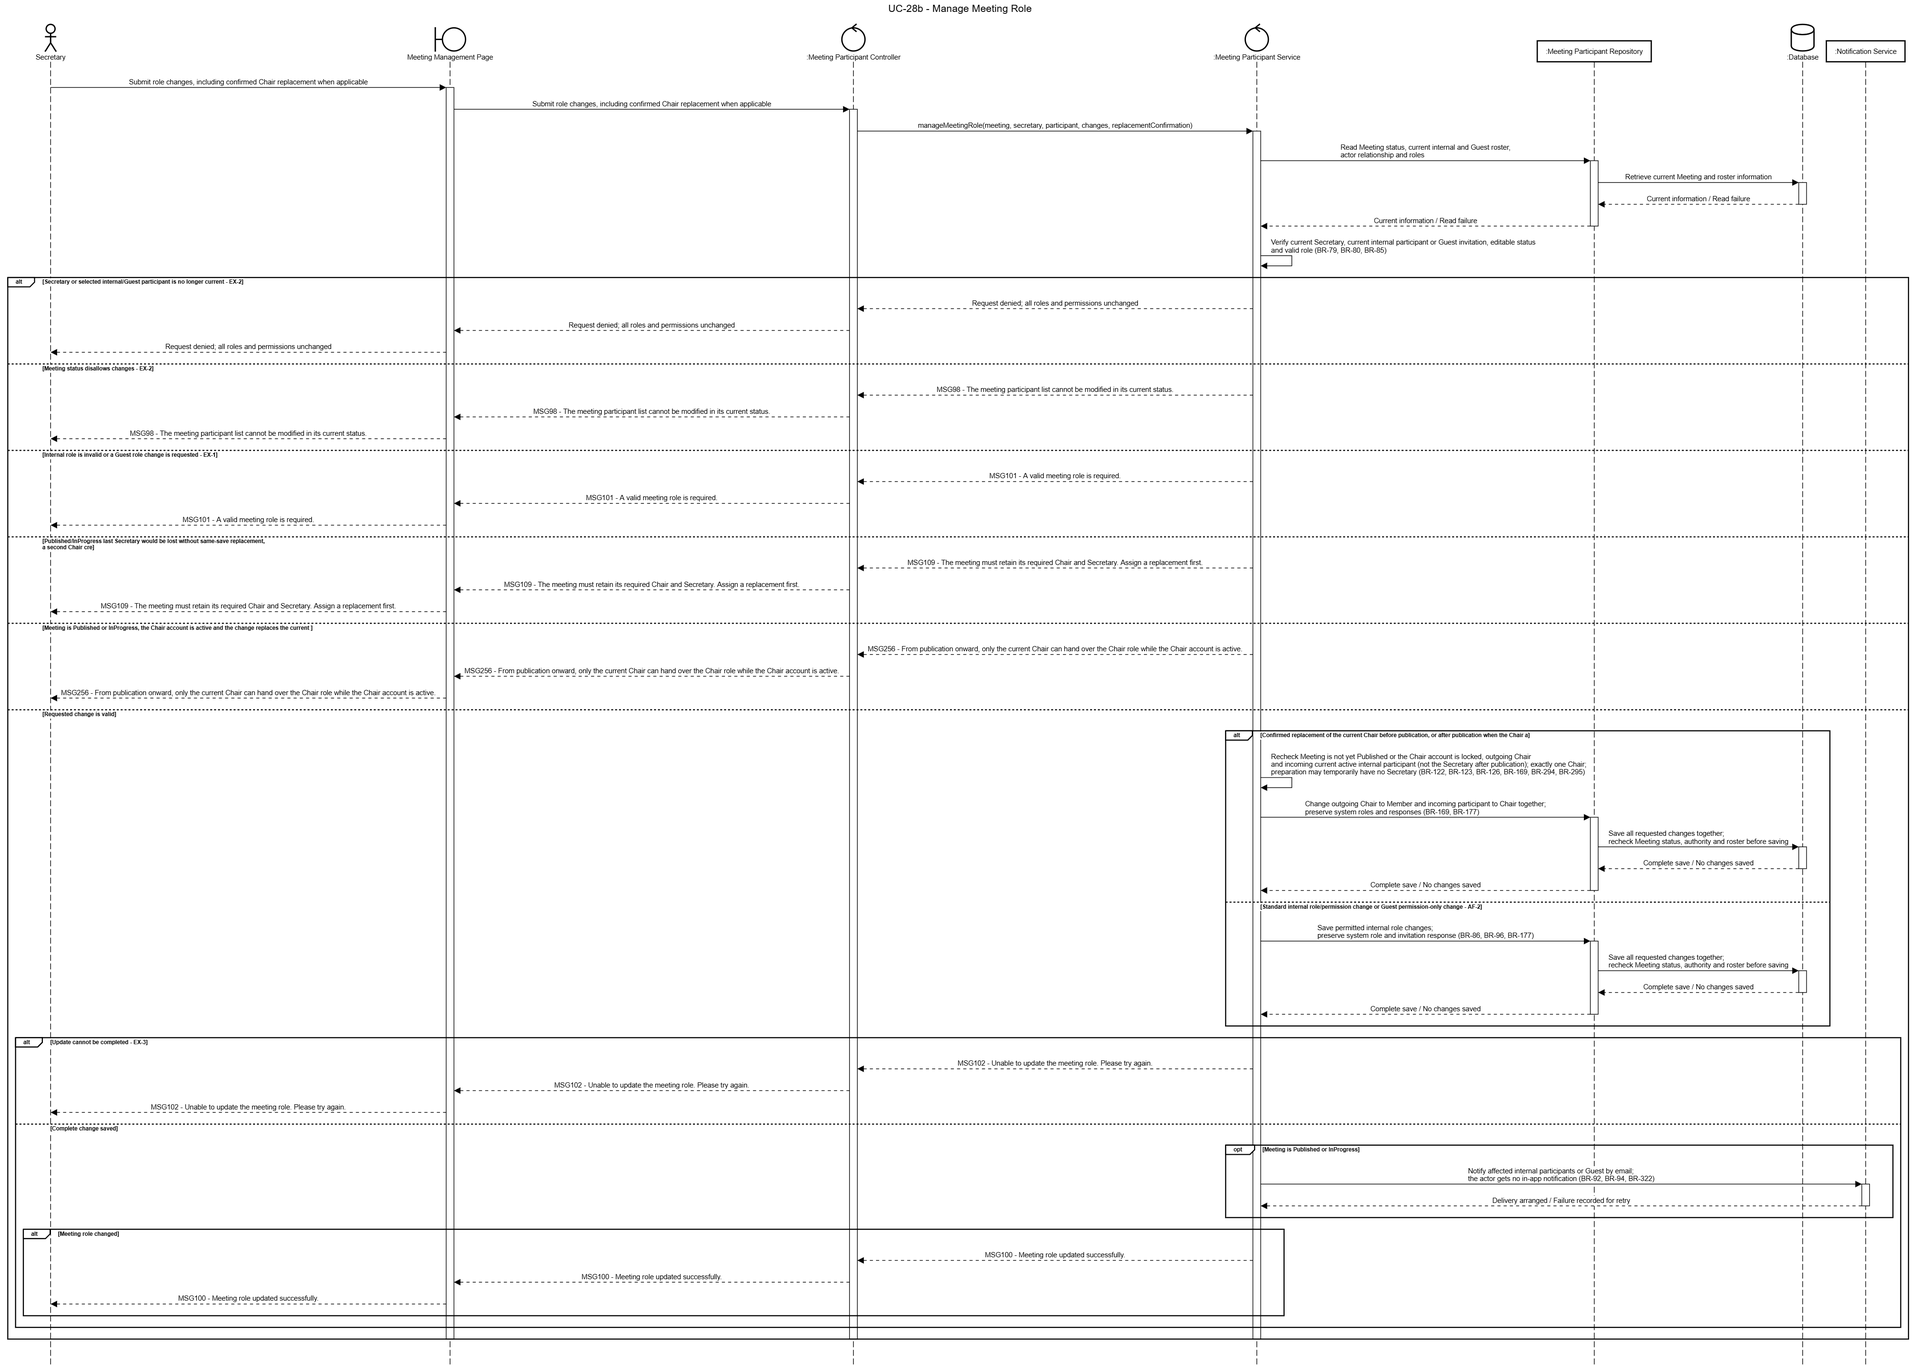 UC-28b - Manage Meeting Role
Secretary
Meeting Management Page
:Meeting Participant Controller
:Meeting Participant Service
:Meeting Participant Repository
:Database
:Notification Service
Submit role changes, including confirmed Chair replacement when applicable
Submit role changes, including confirmed Chair replacement when applicable
manageMeetingRole(meeting, secretary, participant, changes, replacementConfirmation)
Read Meeting status, current internal and Guest roster,
actor relationship and roles
Retrieve current Meeting and roster information
Current information / Read failure
Current information / Read failure
Verify current Secretary, current internal participant or Guest invitation, editable status
and valid role (BR-79, BR-80, BR-85)
alt
[Secretary or selected internal/Guest participant is no longer current - EX-2]
Request denied; all roles and permissions unchanged
Request denied; all roles and permissions unchanged
Request denied; all roles and permissions unchanged
[Meeting status disallows changes - EX-2]
MSG98 - The meeting participant list cannot be modified in its current status.
MSG98 - The meeting participant list cannot be modified in its current status.
MSG98 - The meeting participant list cannot be modified in its current status.
[Internal role is invalid or a Guest role change is requested - EX-1]
MSG101 - A valid meeting role is required.
MSG101 - A valid meeting role is required.
MSG101 - A valid meeting role is required.
[Published/InProgress last Secretary would be lost without same-save replacement,
a second Chair cre]
MSG109 - The meeting must retain its required Chair and Secretary. Assign a replacement first.
MSG109 - The meeting must retain its required Chair and Secretary. Assign a replacement first.
MSG109 - The meeting must retain its required Chair and Secretary. Assign a replacement first.
[Meeting is Published or InProgress, the Chair account is active and the change replaces the current ]
MSG256 - From publication onward, only the current Chair can hand over the Chair role while the Chair account is active.
MSG256 - From publication onward, only the current Chair can hand over the Chair role while the Chair account is active.
MSG256 - From publication onward, only the current Chair can hand over the Chair role while the Chair account is active.
[Requested change is valid]
alt
[Confirmed replacement of the current Chair before publication, or after publication when the Chair a]
Recheck Meeting is not yet Published or the Chair account is locked, outgoing Chair
and incoming current active internal participant (not the Secretary after publication); exactly one Chair;
preparation may temporarily have no Secretary (BR-122, BR-123, BR-126, BR-169, BR-294, BR-295)
Change outgoing Chair to Member and incoming participant to Chair together;
preserve system roles and responses (BR-169, BR-177)
Save all requested changes together;
recheck Meeting status, authority and roster before saving
Complete save / No changes saved
Complete save / No changes saved
[Standard internal role/permission change or Guest permission-only change - AF-2]
Save permitted internal role changes;
preserve system role and invitation response (BR-86, BR-96, BR-177)
Save all requested changes together;
recheck Meeting status, authority and roster before saving
Complete save / No changes saved
Complete save / No changes saved
alt
[Update cannot be completed - EX-3]
MSG102 - Unable to update the meeting role. Please try again.
MSG102 - Unable to update the meeting role. Please try again.
MSG102 - Unable to update the meeting role. Please try again.
[Complete change saved]
opt
[Meeting is Published or InProgress]
Notify affected internal participants or Guest by email;
the actor gets no in-app notification (BR-92, BR-94, BR-322)
Delivery arranged / Failure recorded for retry
alt
[Meeting role changed]
MSG100 - Meeting role updated successfully.
MSG100 - Meeting role updated successfully.
MSG100 - Meeting role updated successfully.